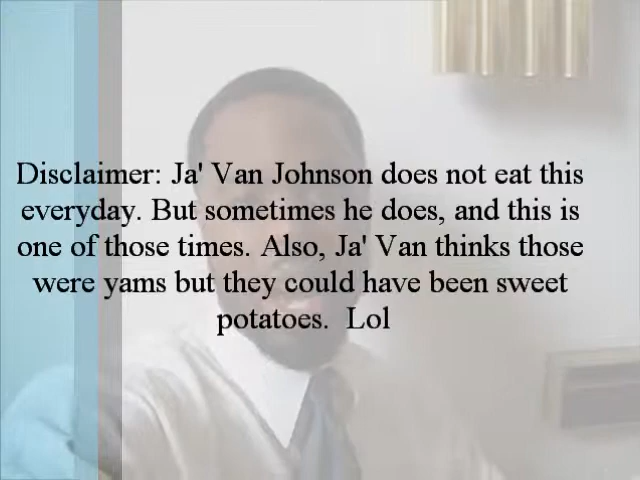 Disclaimer: Ja' Van Johnson does not eat this
everyday. But sometimes he does, and this is
one of those times. Also, Ja' Van thinks those
were yams but they could have been sweet
potatoes.  Lol